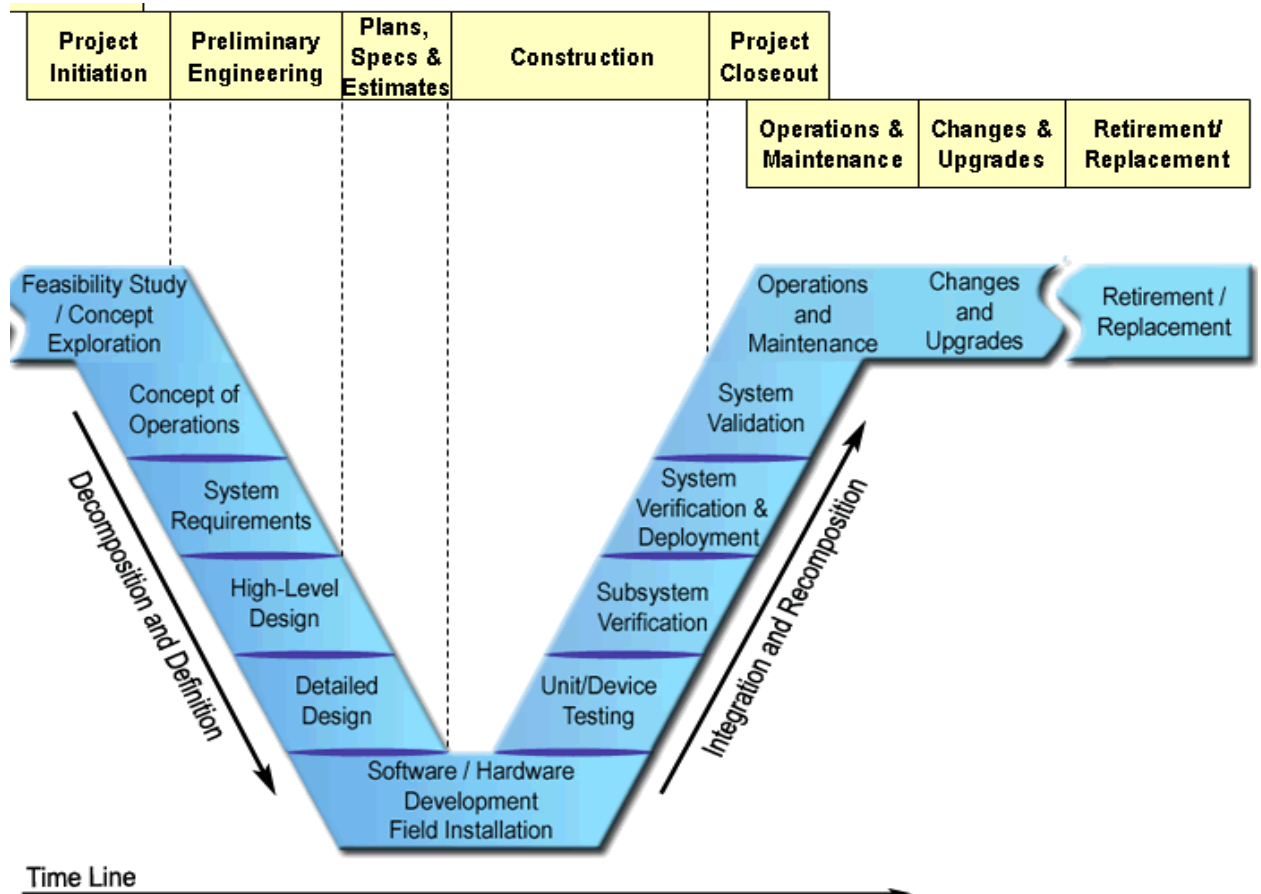 Project
Initiation
Preliminary
Engineering
Plans,
Specs &
Estimates
Construction
Project
Closeout
Operations &
Maintenance
Changes &
Upgrades
Retirement/
Replacement
Feasibility Study
/ Concept
Exploration
Concept of
Operations
System
Requirements
High-Level
Design
Detailed
Design
Software / Hardware
Development
Field Installation
Unit/Device
Testing
Subsystem
Verification
System
Verification &
Deployment
System
Validation
Operations
and
Maintenance
Changes
and
Upgrades
Retirement /
Replacement
Decomposition and Definition
Integration and Recomposition
Time Line